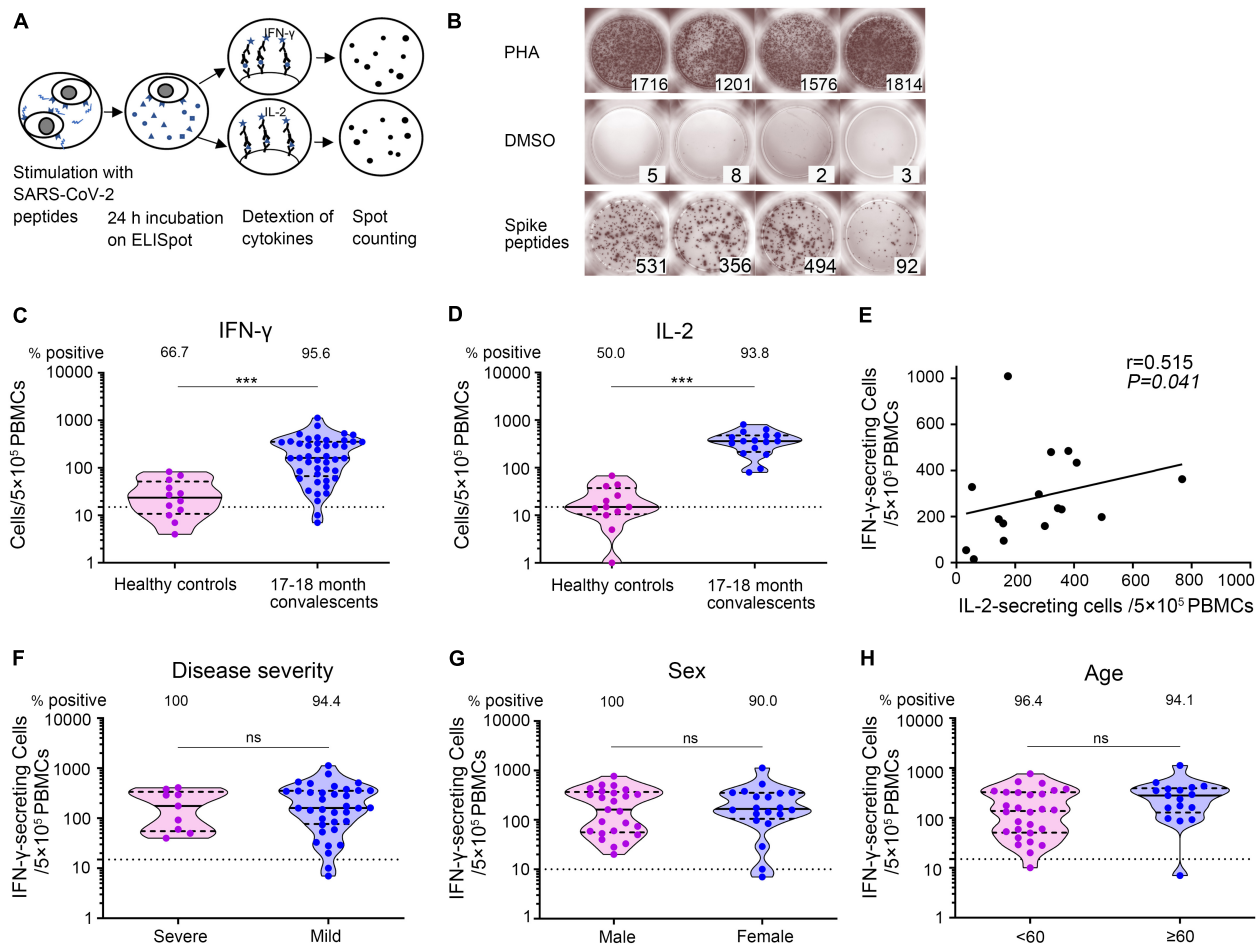 A
IFN-γ
IL-2
Stimulation with
SARS-CoV-2
peptides
24 h incubation
on ELISpot
Detextion of
cytokines
Spot
counting
B
PHA
1716
1201
1576
1814
DMSO
5
8
2
3
Spike
peptides
531
356
494
92
C
IFN-γ
% positive
66.7
95.6
***
Cells/5×10⁵ PBMCs
10000
1000
100
10
1
Healthy controls
17-18 month
convalescents
D
IL-2
% positive
50.0
93.8
***
Cells/5×10⁵ PBMCs
10000
1000
100
10
1
Healthy controls
17-18 month
convalescents
E
r=0.515
P=0.041
IFN-γ-secreting Cells
/5×10⁵ PBMCs
1000
600
400
200
0
0
200
400
600
800
1000
IL-2-secreting cells /5×10⁵ PBMCs
F
Disease severity
% positive
100
94.4
ns
IFN-γ-secreting Cells
/5×10⁵ PBMCs
10000
1000
100
10
1
Severe
Mild
G
Sex
% positive
100
90.0
ns
IFN-γ-secreting Cells
/5×10⁵ PBMCs
10000
1000
100
10
1
Male
Female
H
Age
% positive
96.4
94.1
ns
IFN-γ-secreting Cells
/5×10⁵ PBMCs
10000
1000
100
10
1
<60
≥60